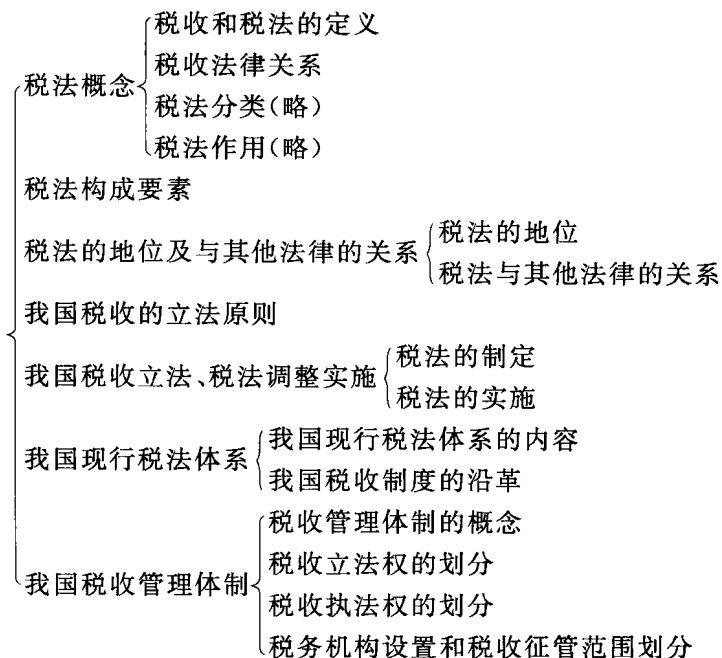 税法概念
税收和税法的定义
税收法律关系
税法分类(略)
税法作用(略)
税法构成要素
税法的地位及与其他法律的关系
税法的地位
税法与其他法律的关系
我国税收的立法原则
我国税收立法、税法调整实施
税法的制定
税法的实施
我国现行税法体系
我国现行税法体系的内容
我国税收制度的沿革
我国税收管理体制
税收管理体制的概念
税收立法权的划分
税收执法权的划分
税务机构设置和税收征管范围划分